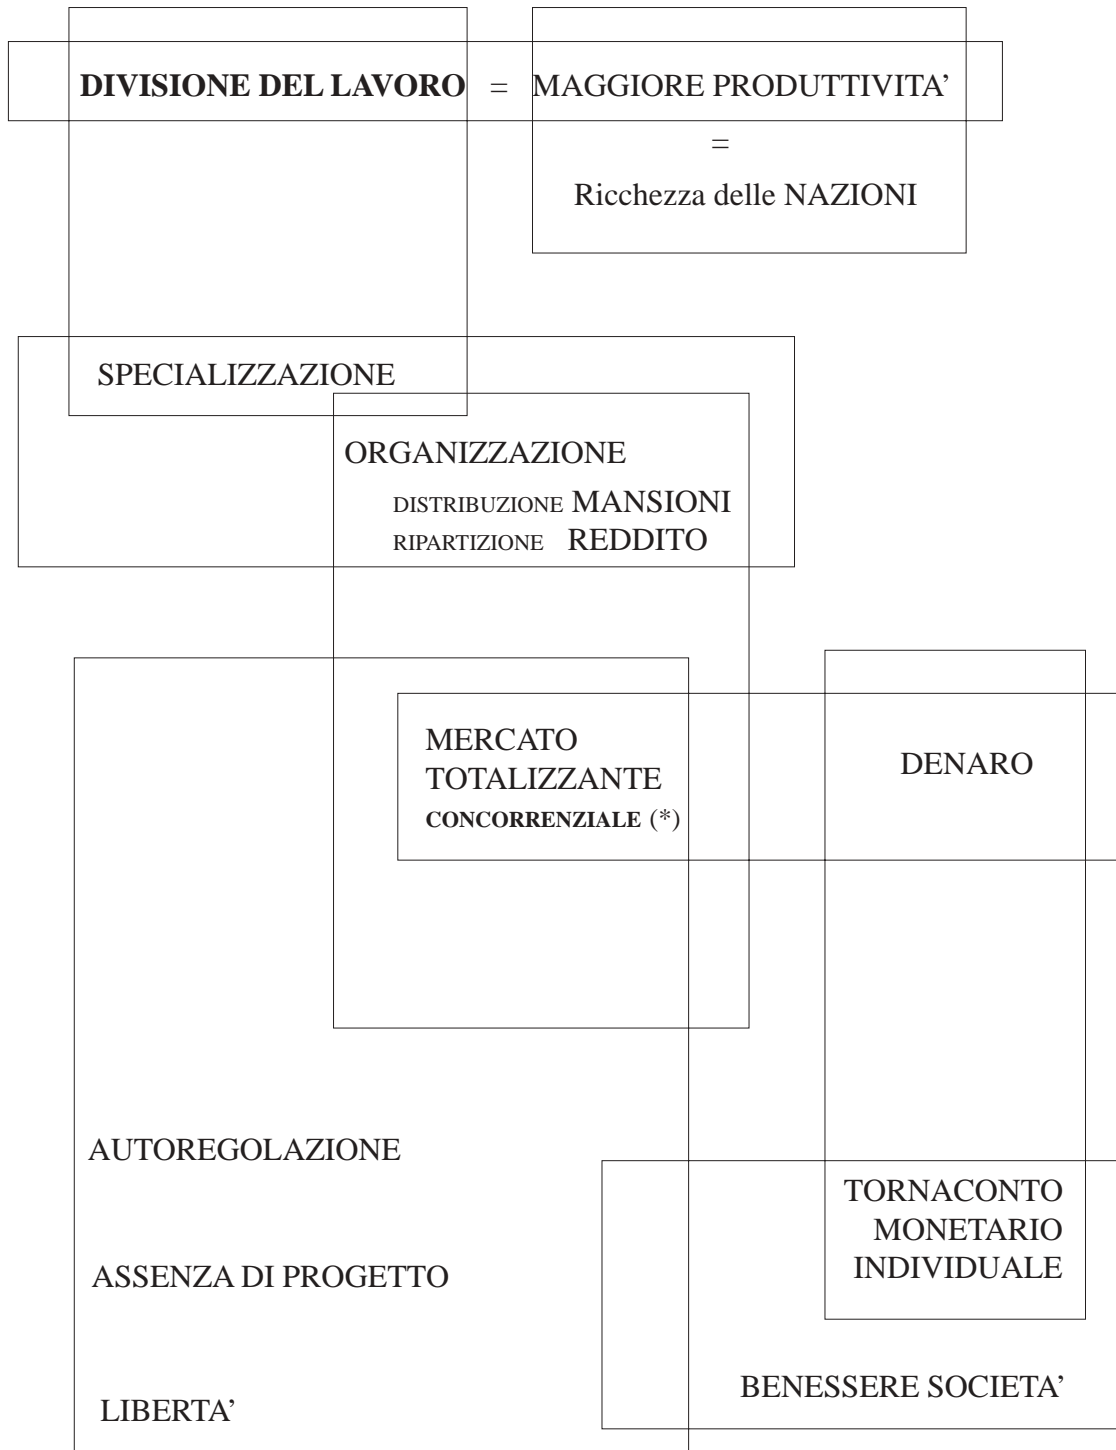 DIVISIONE DEL LAVORO = MAGGIORE PRODUTTIVITA’
=
Ricchezza delle NAZIONI
SPECIALIZZAZIONE
ORGANIZZAZIONE
DISTRIBUZIONE MANSIONI
RIPARTIZIONE REDDITO
MERCATO
TOTALIZZANTE
CONCORRENZIALE (*)
DENARO
AUTOREGOLAZIONE
ASSENZA DI PROGETTO
LIBERTA’
TORNACONTO
MONETARIO
INDIVIDUALE
BENESSERE SOCIETA’